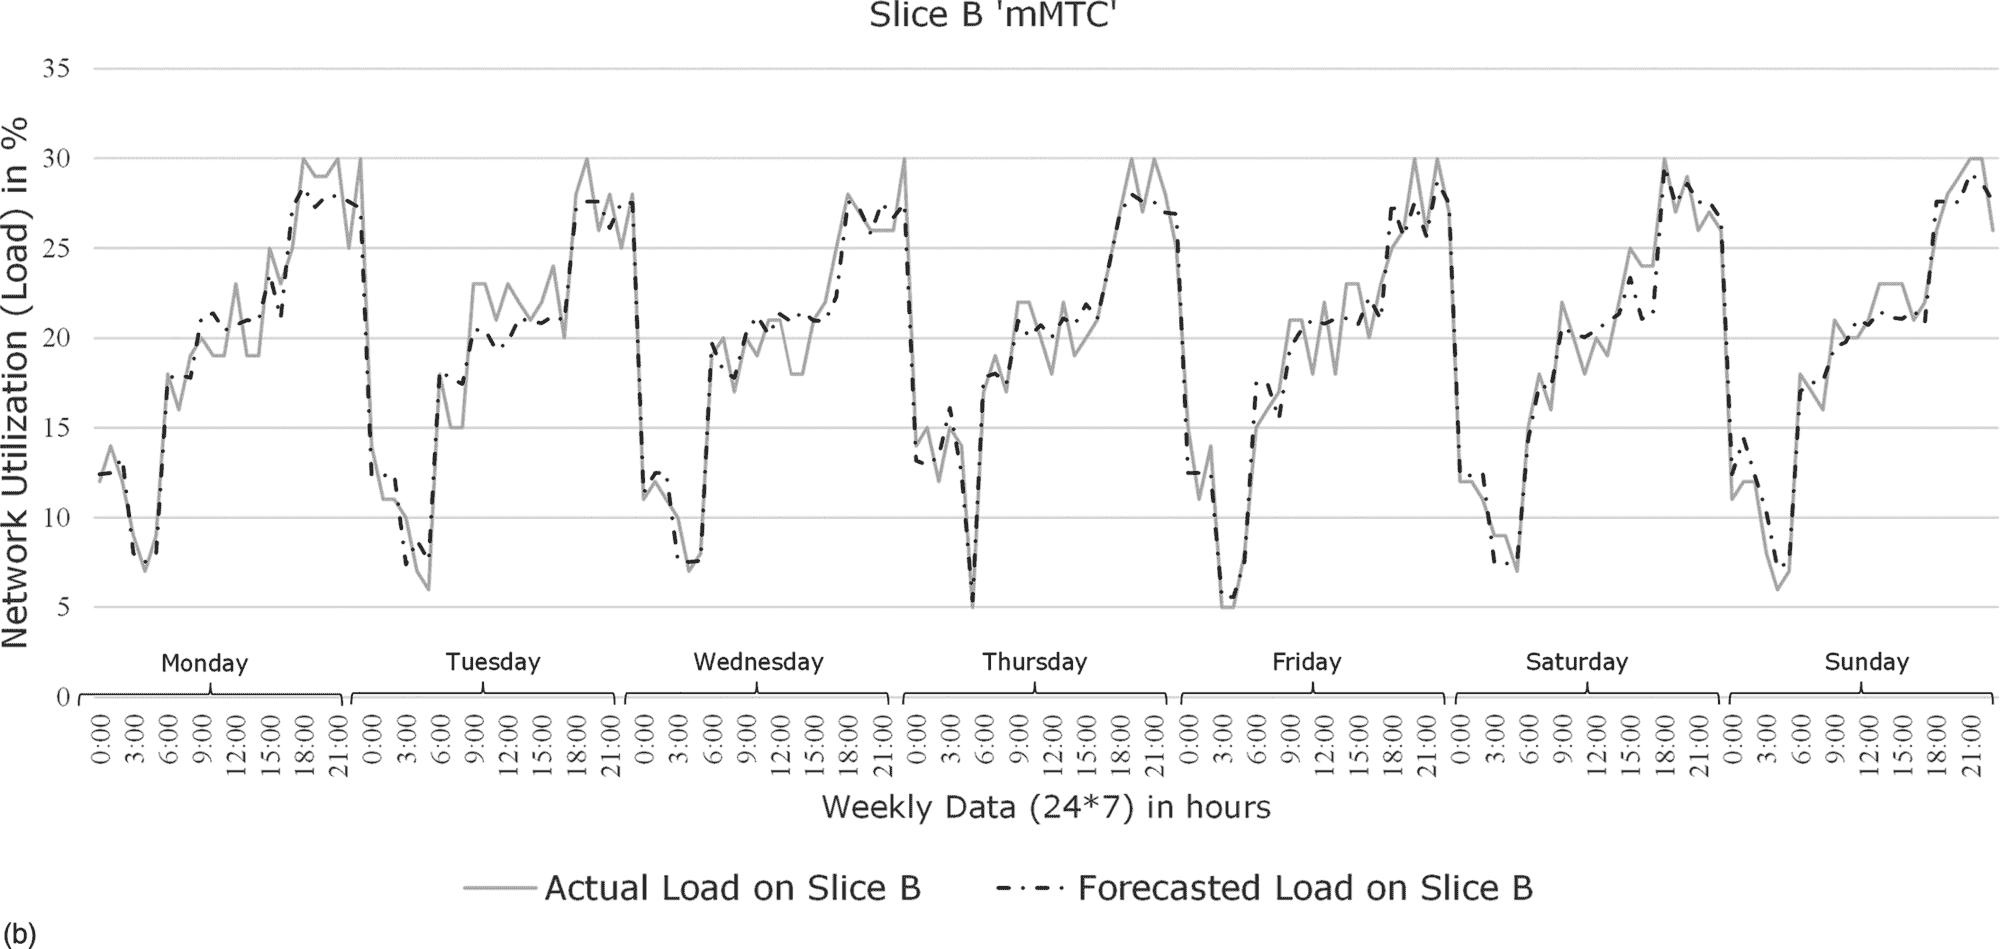 Slice B 'mMTC'
Network Utilization (Load) in %
35
30
25
20
15
10
5
0
Monday Tuesday Wednesday Thursday Friday Saturday Sunday
0:00 3:00 6:00 9:00 12:00 15:00 18:00 21:00 0:00 3:00 6:00 9:00 12:00 15:00 18:00 21:00 0:00 3:00 6:00 9:00 12:00 15:00 18:00 21:00 0:00 3:00 6:00 9:00 12:00 15:00 18:00 21:00 0:00 3:00 6:00 9:00 12:00 15:00 18:00 21:00 0:00 3:00 6:00 9:00 12:00 15:00 18:00 21:00 0:00 3:00 6:00 9:00 12:00 15:00 18:00 21:00
Weekly Data (24*7) in hours
Actual Load on Slice B Forecasted Load on Slice B
(b)